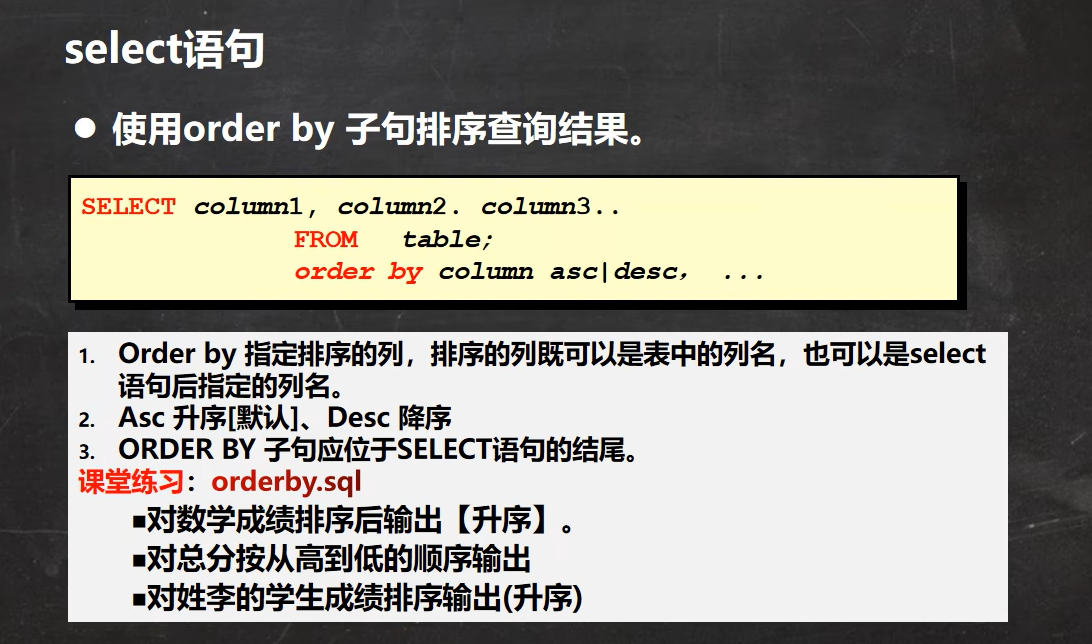 select语句
● 使用order by 子句排序查询结果。
SELECT column1, column2. column3..
FROM table;
order by column asc|desc， ...
1. Order by 指定排序的列，排序的列既可以是表中的列名，也可以是select
语句后指定的列名。
2. Asc 升序[默认]、Desc 降序
3. ORDER BY 子句应位于SELECT语句的结尾。
课堂练习：orderby.sql
■对数学成绩排序后输出【升序】。
■对总分按从高到低的顺序输出
■对姓李的学生成绩排序输出(升序)